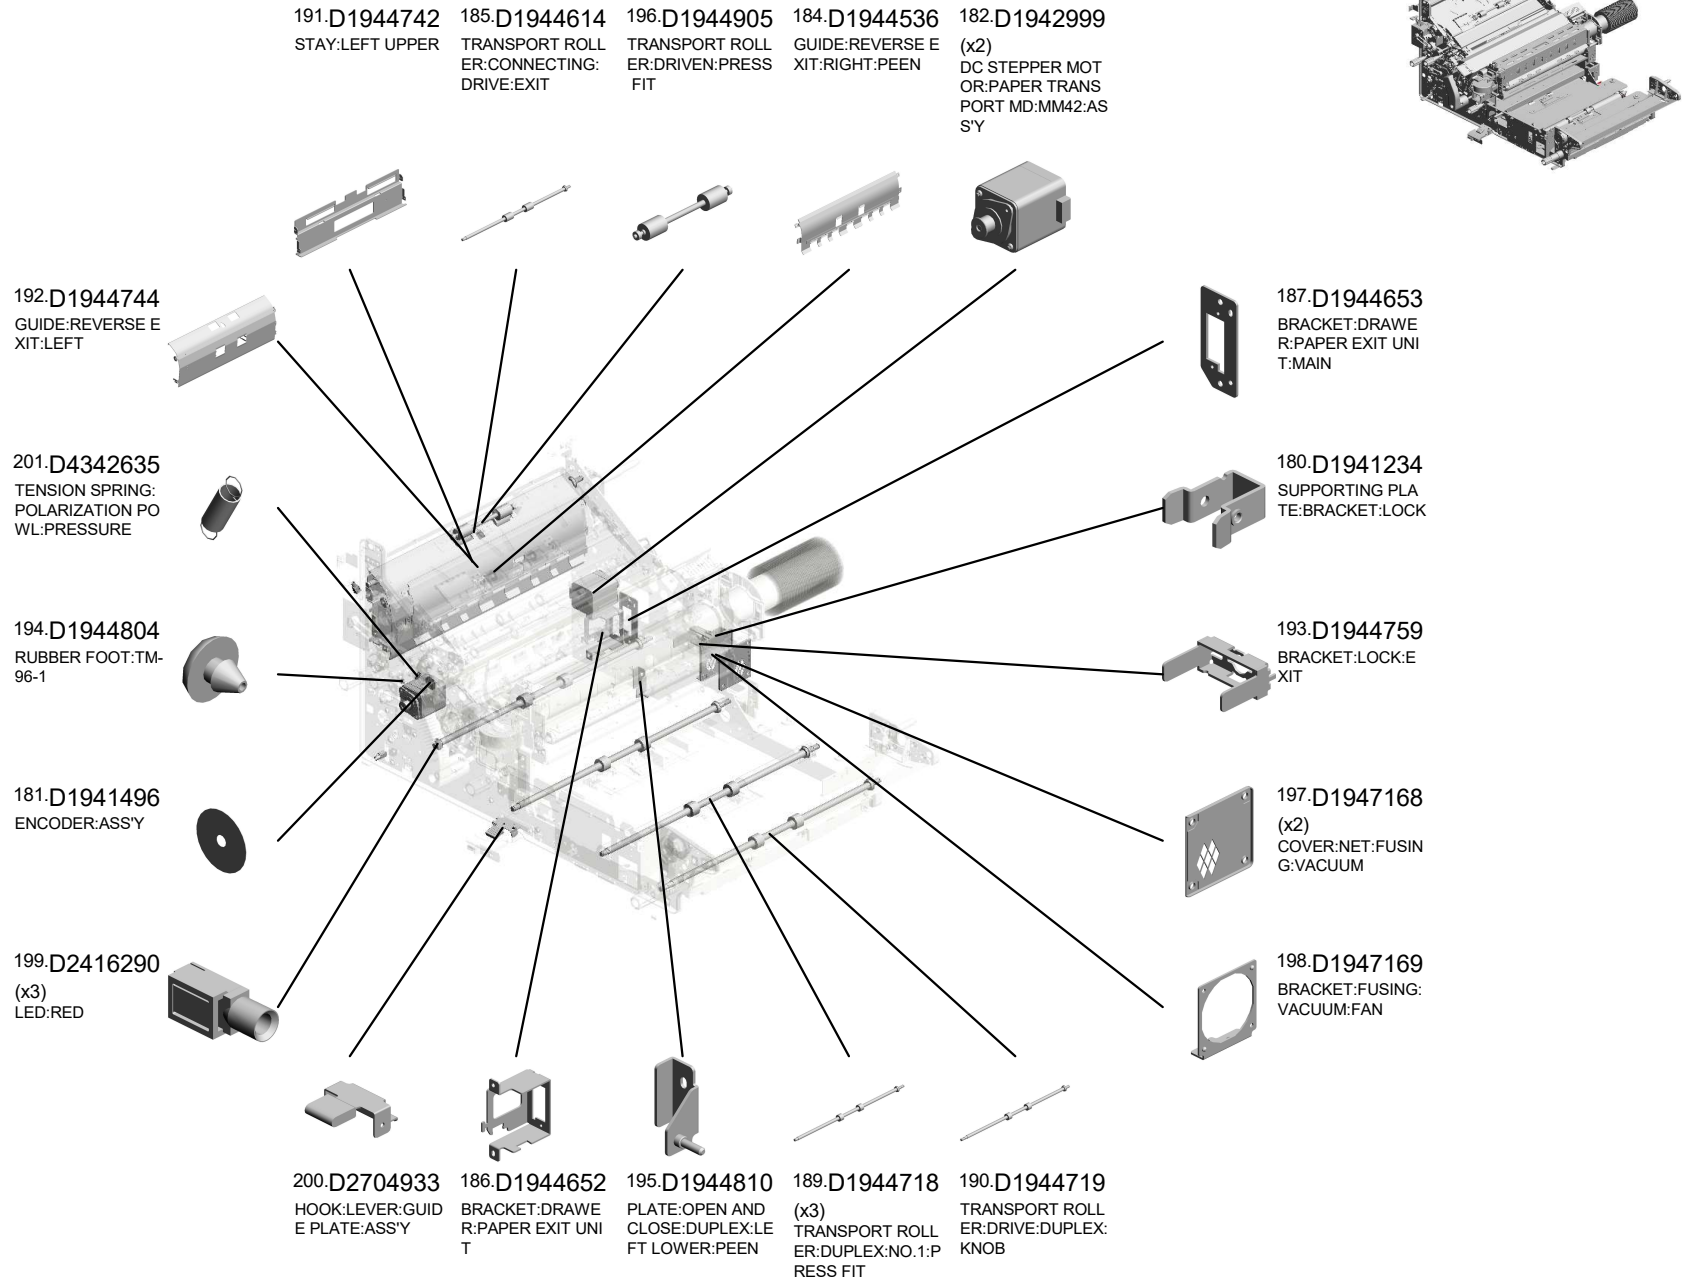 191.D1944742
STAY:LEFT UPPER
185.D1944614
TRANSPORT ROLL
ER:CONNECTING:
DRIVE:EXIT
196.D1944905
TRANSPORT ROLL
ER:DRIVEN:PRESS
FIT
184.D1944536
GUIDE:REVERSE E
XIT:RIGHT:PEEN
182.D1942999
(x2)
DC STEPPER MOT
OR:PAPER TRANS
PORT MD:MM42:AS
S'Y
192.D1944744
GUIDE:REVERSE E
XIT:LEFT
187.D1944653
BRACKET:DRAWE
R:PAPER EXIT UNI
T:MAIN
201.D4342635
TENSION SPRING:
POLARIZATION PO
WL:PRESSURE
180.D1941234
SUPPORTING PLA
TE:BRACKET:LOCK
194.D1944804
RUBBER FOOT:TM-
96-1
193.D1944759
BRACKET:LOCK:E
XIT
181.D1941496
ENCODER:ASS'Y
197.D1947168
(x2)
COVER:NET:FUSIN
G:VACUUM
199.D2416290
(x3)
LED:RED
198.D1947169
BRACKET:FUSING:
VACUUM:FAN
200.D2704933
HOOK:LEVER:GUID
E PLATE:ASS'Y
186.D1944652
BRACKET:DRAWE
R:PAPER EXIT UNI
T
195.D1944810
PLATE:OPEN AND
CLOSE:DUPLEX:LE
FT LOWER:PEEN
189.D1944718
(x3)
TRANSPORT ROLL
ER:DUPLEX:NO.1:P
RESS FIT
190.D1944719
TRANSPORT ROLL
ER:DRIVE:DUPLEX:
KNOB